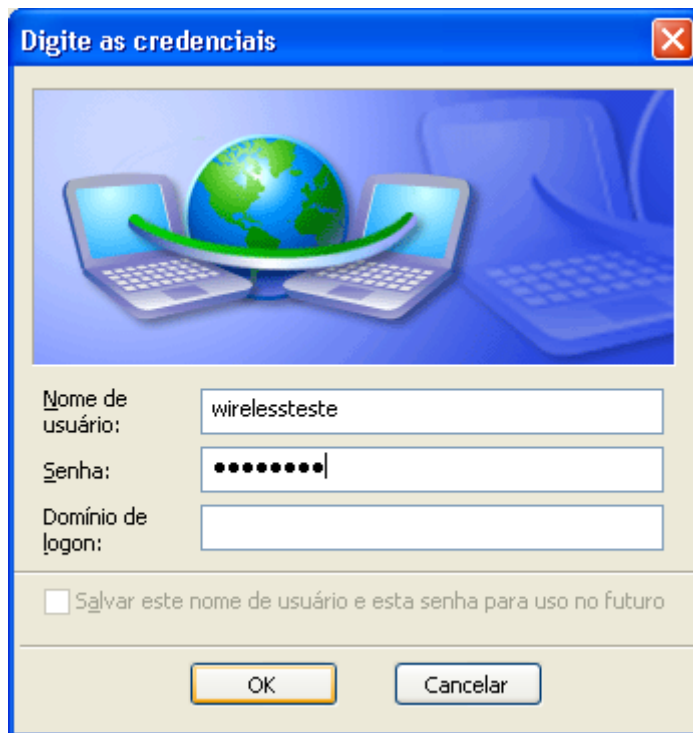 Digite as credenciais
Nome de
usuário:
wirelessteste
Senha:
••••••••
Domínio de
logon:
Salvar este nome de usuário e esta senha para uso no futuro
OK
Cancelar